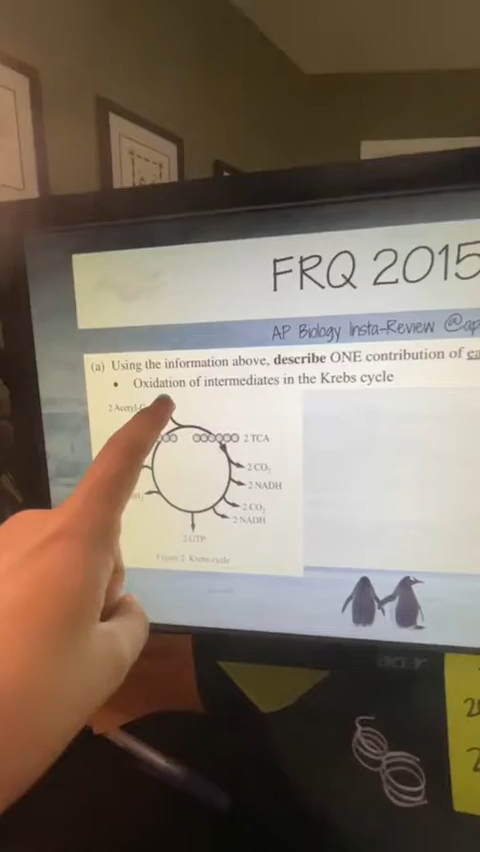 FRQ 2015
AP Biology Insta-Review
(a) Using the information above, describe ONE contribution of
• Oxidation of intermediates in the Krebs cycle
2 Acetyl-
2 TCA
2 CO₂
2 NADH
2 CO₂
2 NADH
2 GTP
Figure 2. Krebs cycle
acer